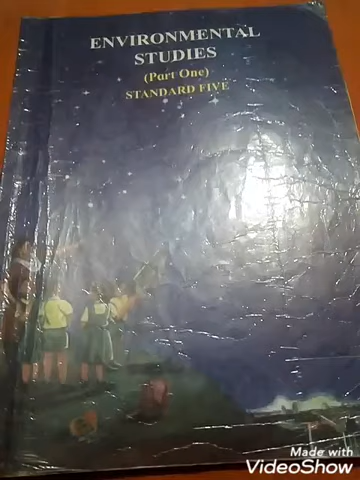 ENVIRONMENTAL
STUDIES
(Part One)
STANDARD FIVE
Made with
VideoShow